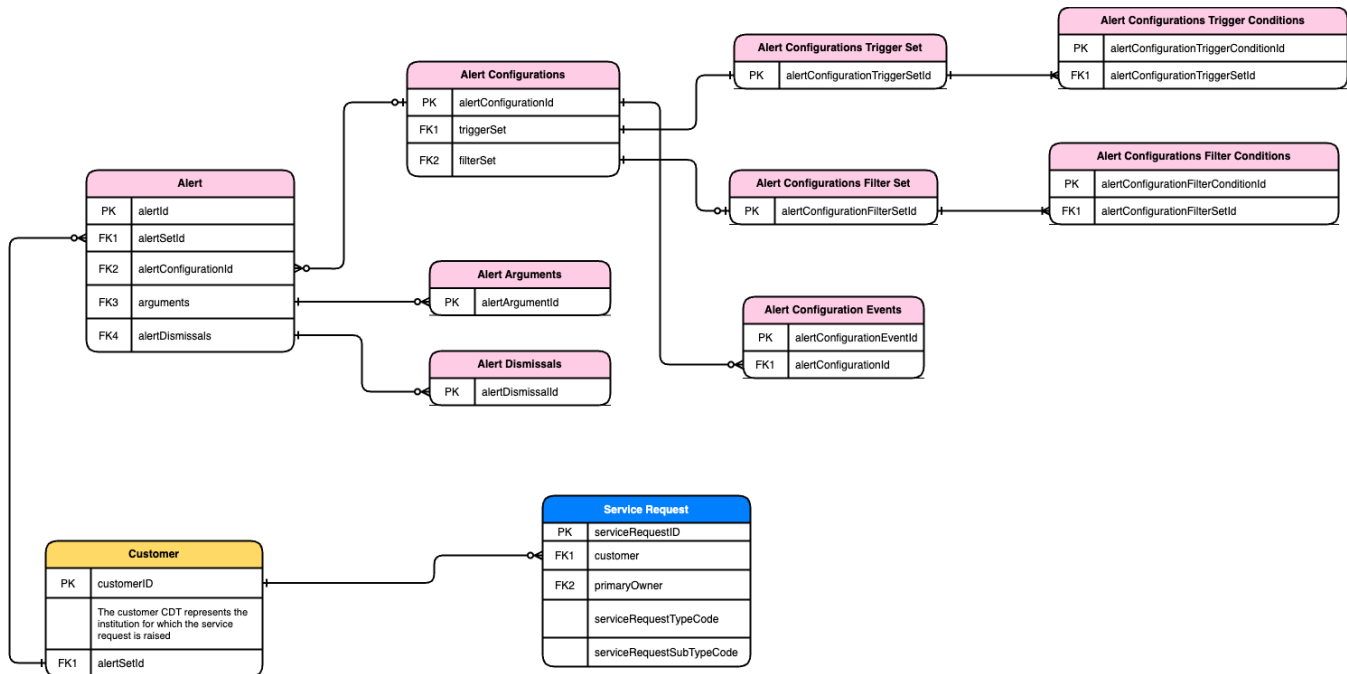 Alert Configurations Trigger Conditions
PK alertConfigurationTriggerConditionId
FK1 alertConfigurationTriggerSetId
Alert Configurations Trigger Set
PK alertConfigurationTriggerSetId
Alert Configurations
PK alertConfigurationId
FK1 triggerSet
FK2 filterSet
Alert Configurations Filter Conditions
PK alertConfigurationFilterConditionId
FK1 alertConfigurationFilterSetId
Alert Configurations Filter Set
PK alertConfigurationFilterSetId
Alert
PK alertId
FK1 alertSetId
FK2 alertConfigurationId
FK3 arguments
FK4 alertDismissals
Alert Arguments
PK alertArgumentId
Alert Configuration Events
PK alertConfigurationEventId
FK1 alertConfigurationId
Alert Dismissals
PK alertDismissalId
Service Request
PK serviceRequestID
FK1 customer
FK2 primaryOwner
serviceRequestTypeCode
serviceRequestSubTypeCode
Customer
PK customerID
The customer CDT represents the
institution for which the service
request is raised
FK1 alertSetId